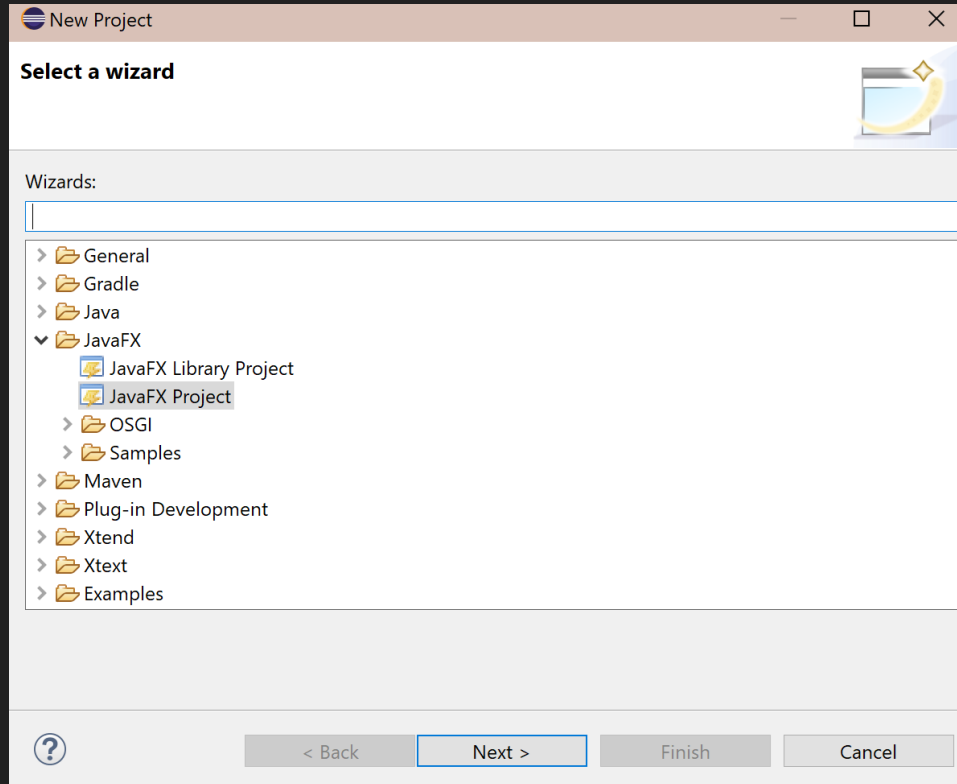 New Project
Select a wizard
Wizards:
General
Gradle
Java
JavaFX
JavaFX Library Project
JavaFX Project
OSGI
Samples
Maven
Plug-in Development
Xtend
Xtext
Examples
?
< Back Next > Finish Cancel